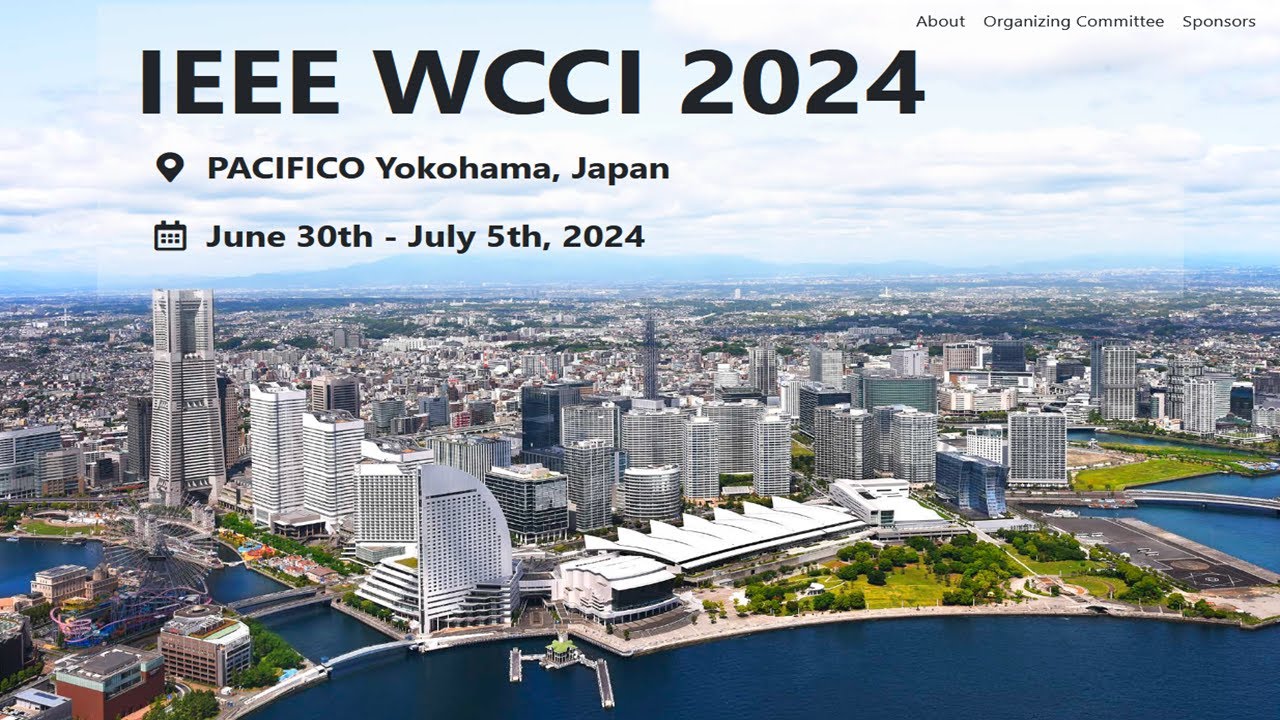 About Organizing Committee Sponsors
IEEE WCCI 2024
PACIFICO Yokohama, Japan
June 30th - July 5th, 2024